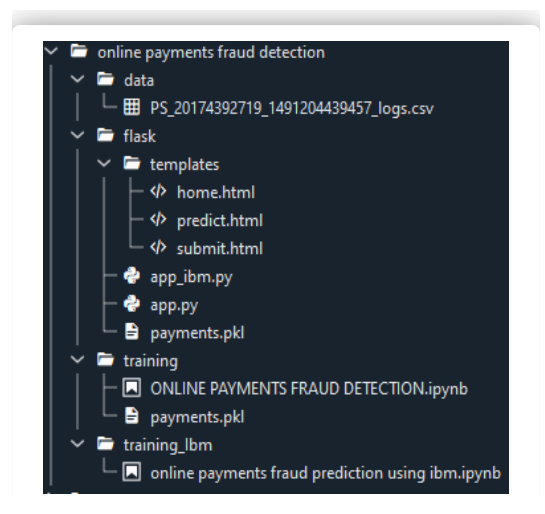 online payments fraud detection
data
PS_20174392719_1491204439457_logs.csv
flask
templates
home.html
predict.html
submit.html
app_ibm.py
app.py
payments.pkl
training
ONLINE PAYMENTS FRAUD DETECTION.ipynb
payments.pkl
training_lbm
online payments fraud prediction using ibm.ipynb